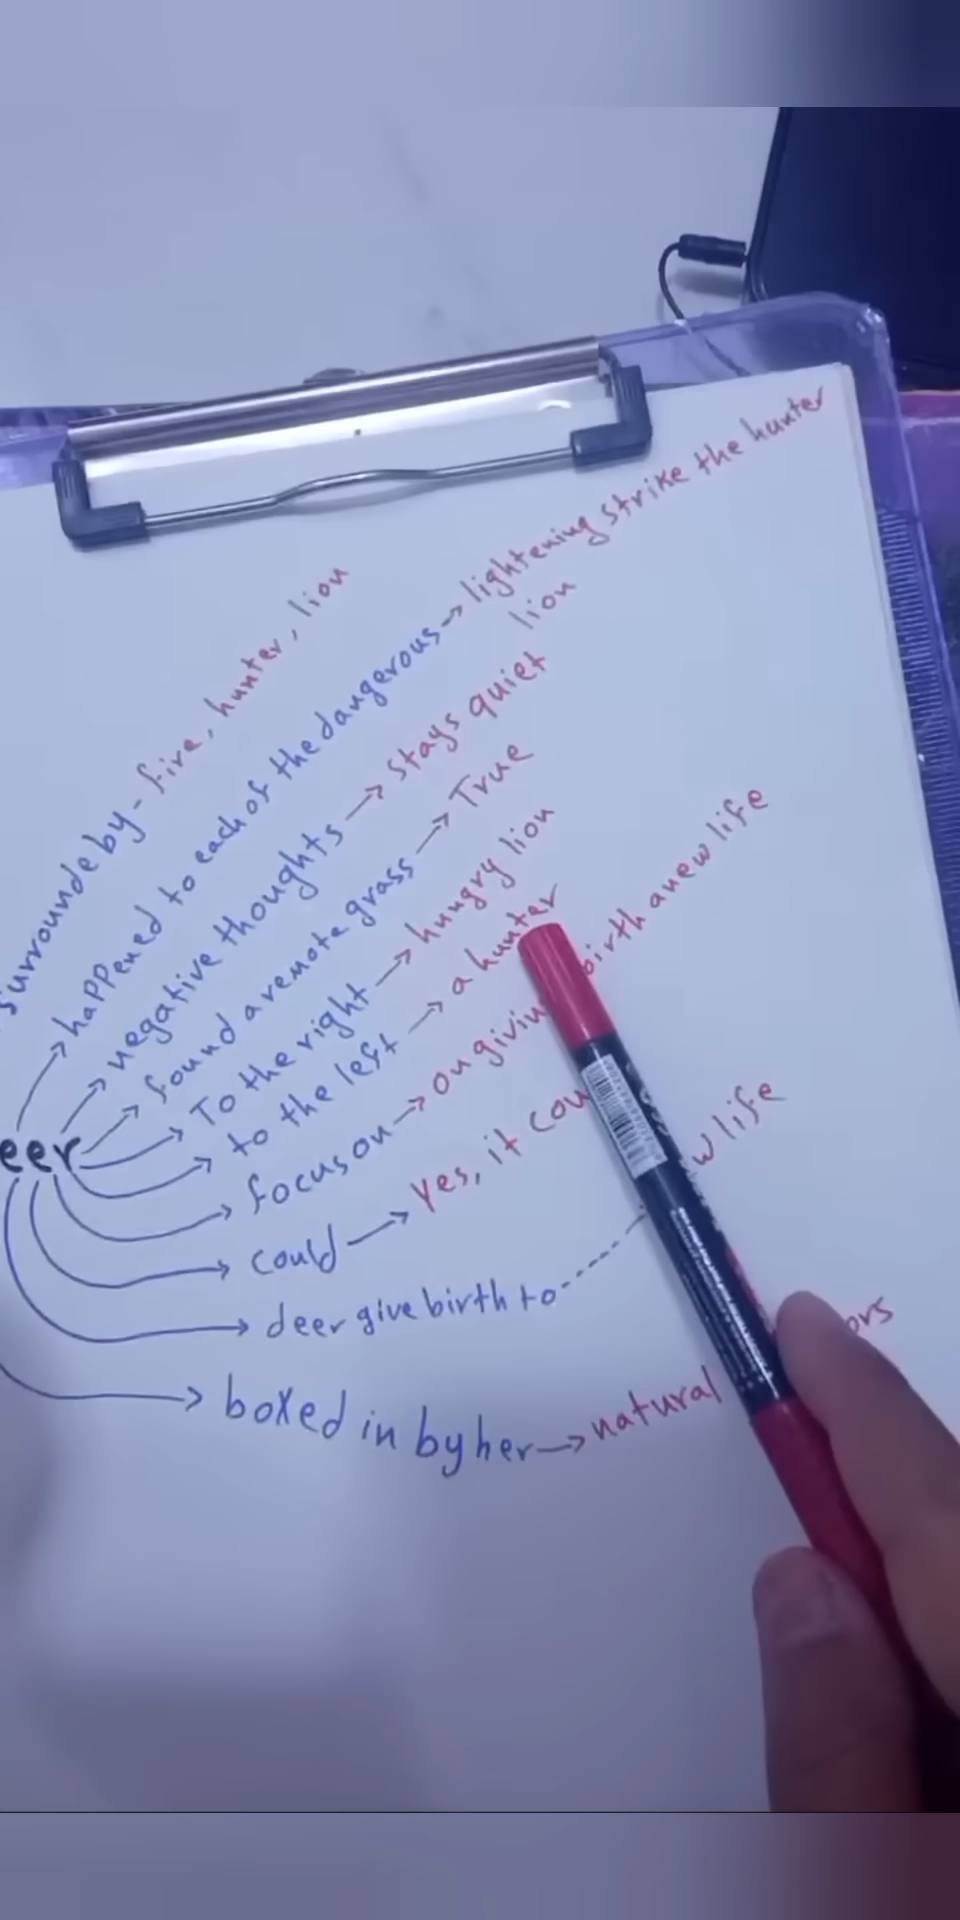 surrounde by - fire, hunter, lion
happened to each of the dangerous → lightening strike the hunter
lion
negative thoughts → stays quiet
found a remote grass → True
To the right → hungry lion
to the left → a hunter
focus on → on givin birth a new life
eer
could → yes, it cou
w life
deer give birth to
ors
boxed in by her → natural